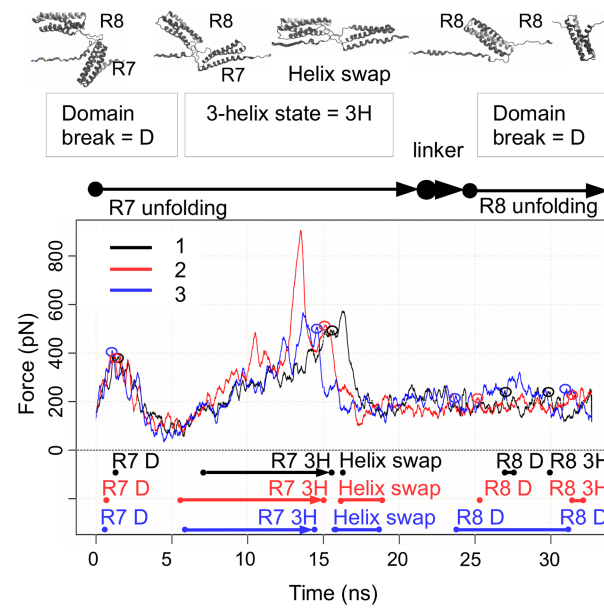 R8
R7
R8
R7
Helix swap
R8
R8
Domain
break = D
3-helix state = 3H
Domain
break = D
linker
R7 unfolding
R8 unfolding
1
2
3
Force (pN)
800
600
400
200
0
R7 D
R7 3H
Helix swap
R8 D
R8 3H
R7 D
R7 3H
Helix swap
R8 D
R8 3H
R7 D
R7 3H
Helix swap
R8 D
R8 D
0
5
10
15
20
25
30
Time (ns)